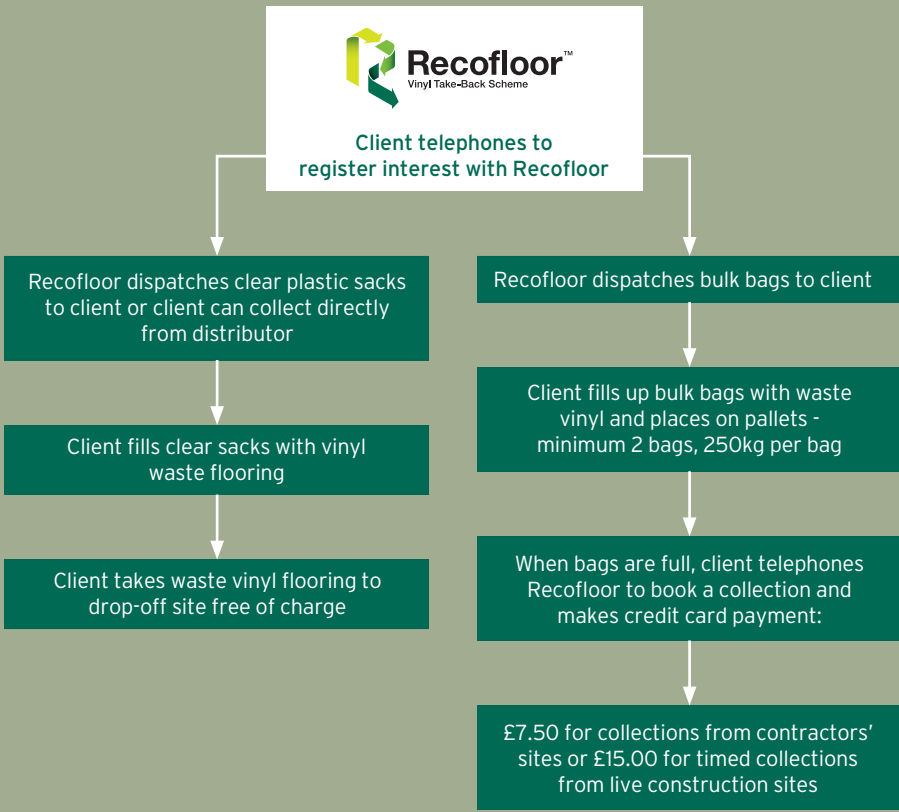 Recofloor™
Vinyl Take-Back Scheme
Client telephones to
register interest with Recofloor
Recofloor dispatches clear plastic sacks
to client or client can collect directly
from distributor
Client fills clear sacks with vinyl
waste flooring
Client takes waste vinyl flooring to
drop-off site free of charge
Recofloor dispatches bulk bags to client
Client fills up bulk bags with waste
vinyl and places on pallets -
minimum 2 bags, 250kg per bag
When bags are full, client telephones
Recofloor to book a collection and
makes credit card payment:
£7.50 for collections from contractors’
sites or £15.00 for timed collections
from live construction sites